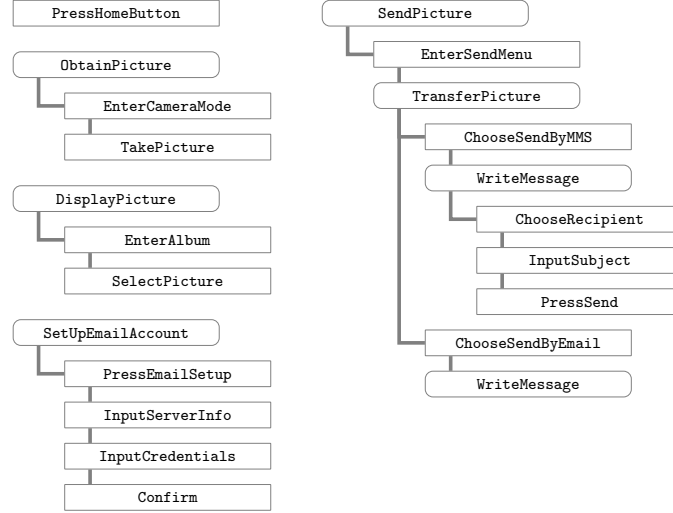 PressHomeButton
ObtainPicture
EnterCameraMode
TakePicture
DisplayPicture
EnterAlbum
SelectPicture
SetUpEmailAccount
PressEmailSetup
InputServerInfo
InputCredentials
Confirm
SendPicture
EnterSendMenu
TransferPicture
ChooseSendByMMS
WriteMessage
ChooseRecipient
InputSubject
PressSend
ChooseSendByEmail
WriteMessage